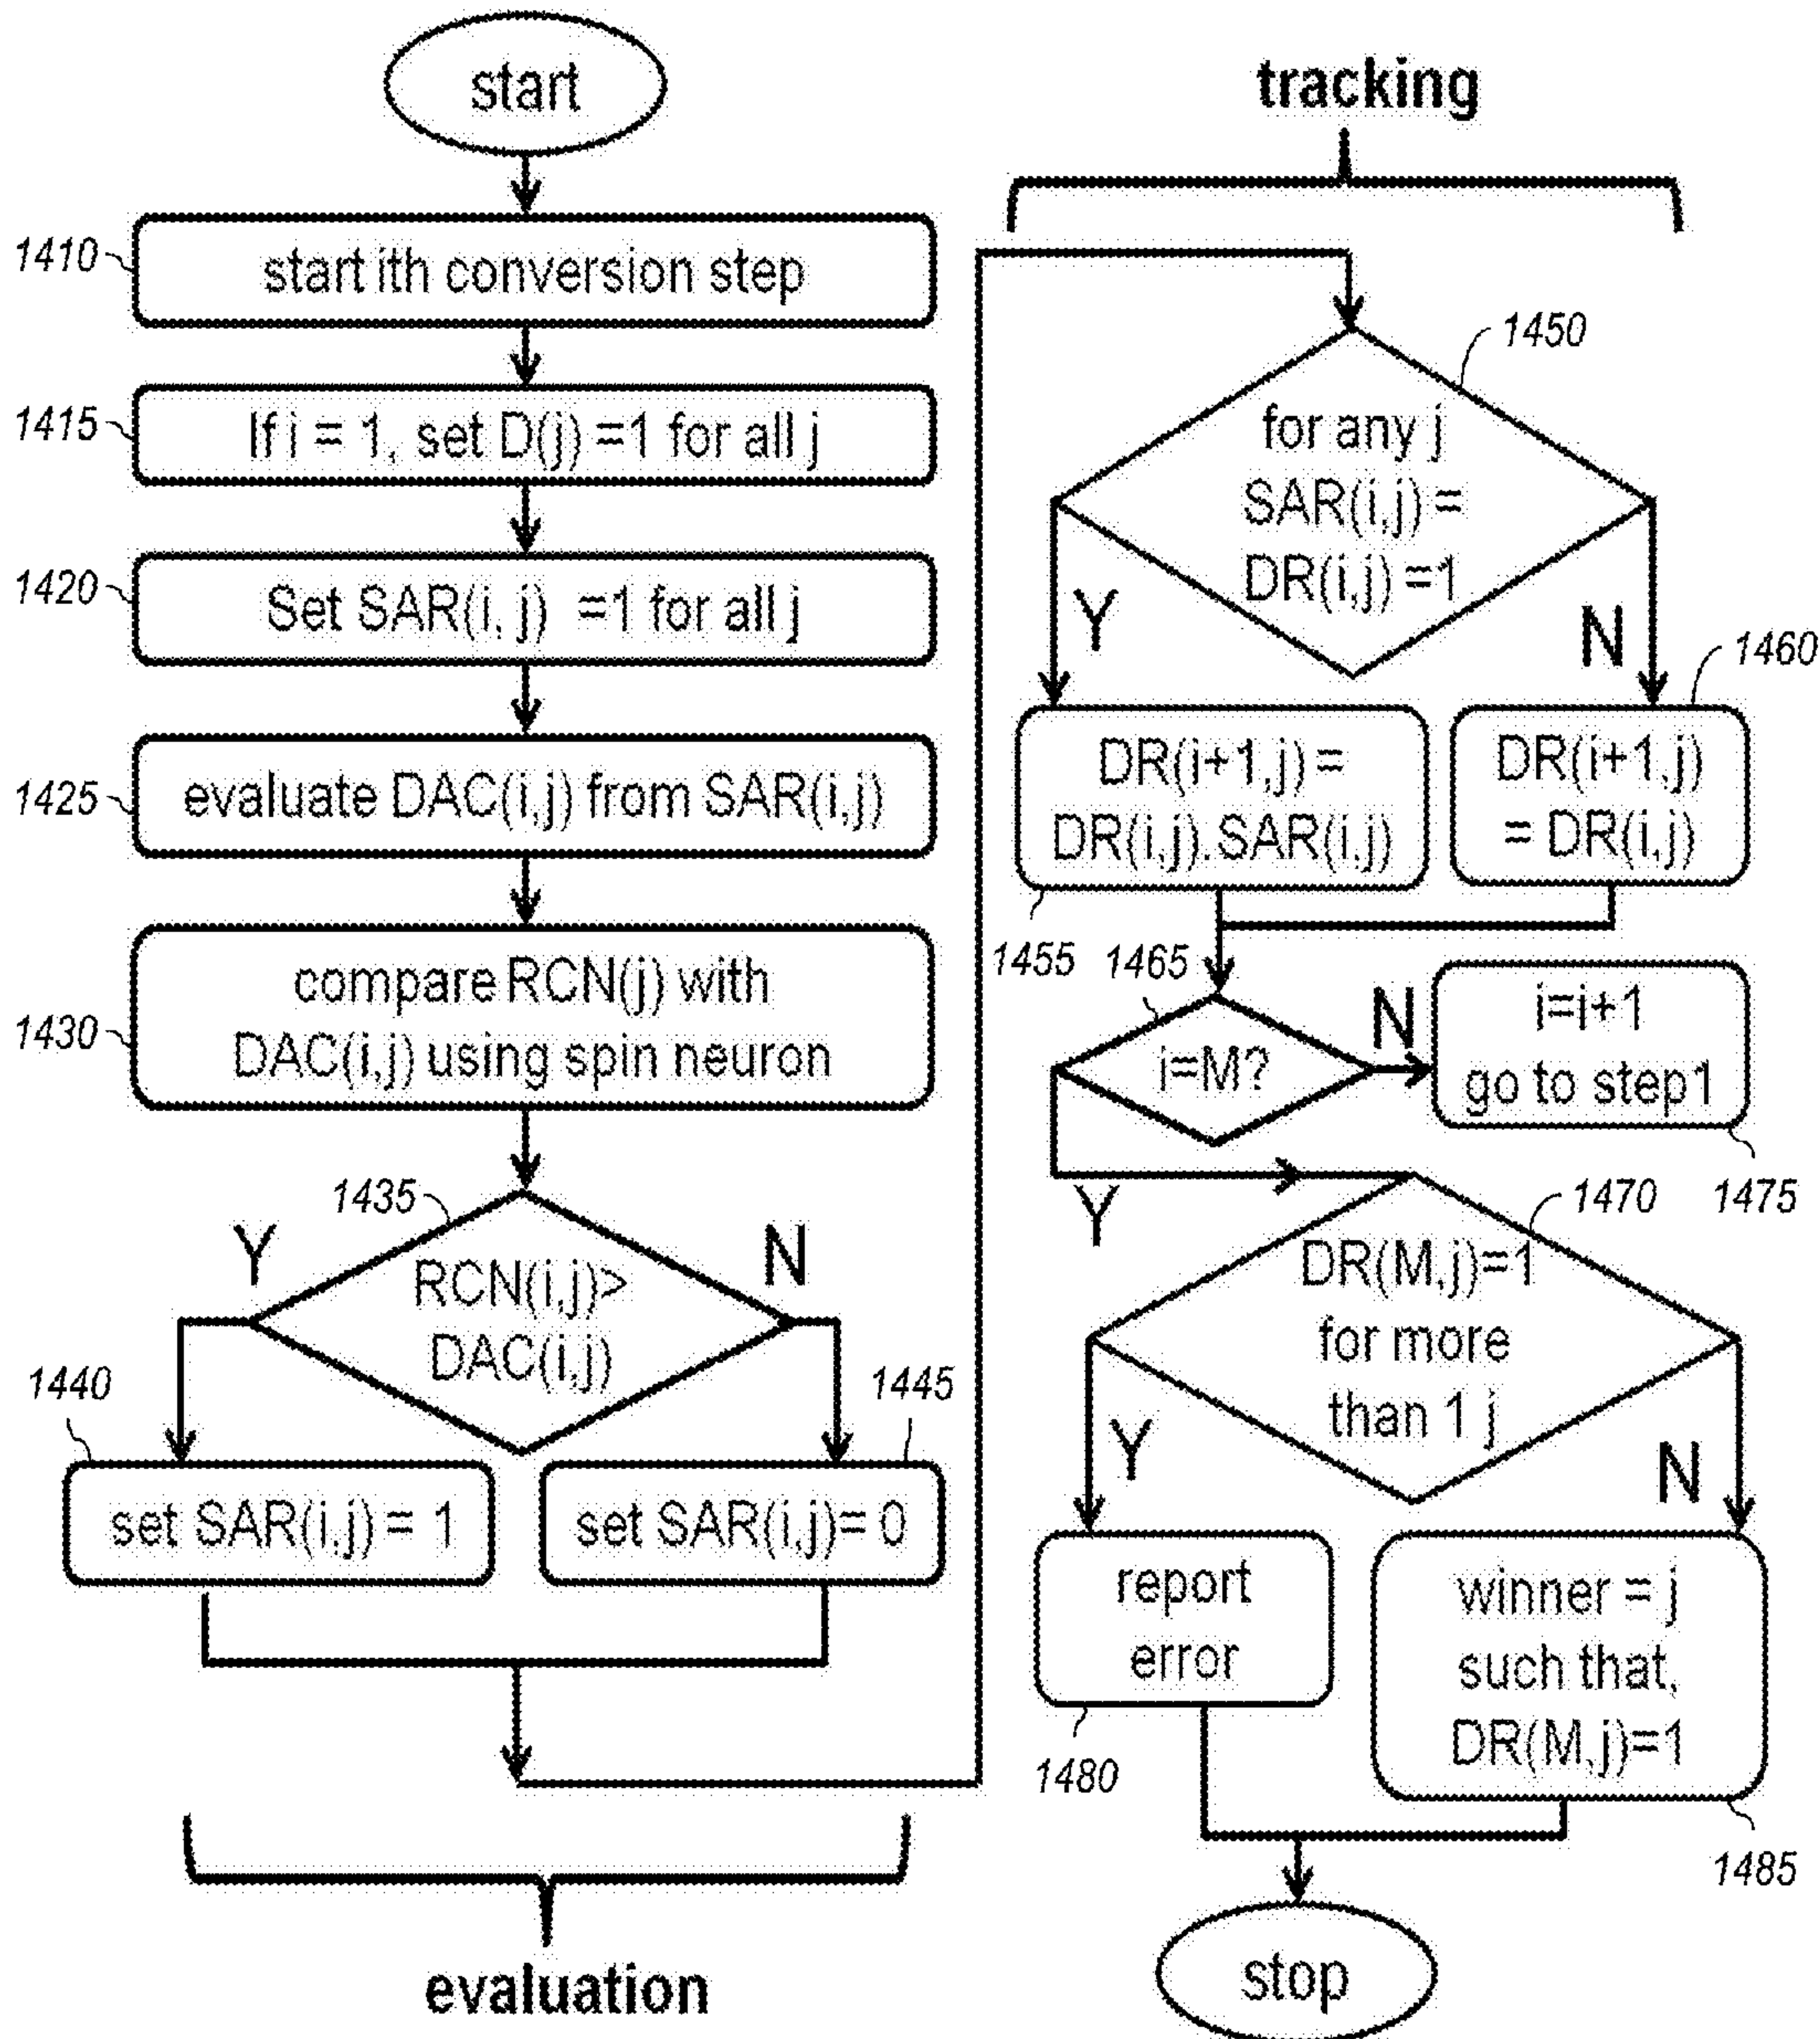 start
1410
start ith conversion step
1415
If i = 1, set D(j) =1 for all j
1420
Set SAR(i, j) =1 for all j
1425
evaluate DAC(i,j) from SAR(i,j)
1430
compare RCN(j) with
DAC(i,j) using spin neuron
1435
Y
N
RCN(i,j)>
DAC(i,j)
1440
1445
set SAR(i,j) = 1
set SAR(i,j)= 0
evaluation
tracking
1450
for any j
SAR(i,j) =
DR(i,j) =1
Y
N
1460
DR(i+1,j) =
DR(i,j).SAR(i,j)
DR(i+1,j)
= DR(i,j)
1455
1465
i=M?
N
i=i+1
go to step1
1475
Y
1470
DR(M,j)=1
for more
than 1 j
Y
N
report
error
1480
winner = j
such that,
DR(M,j)=1
1485
stop